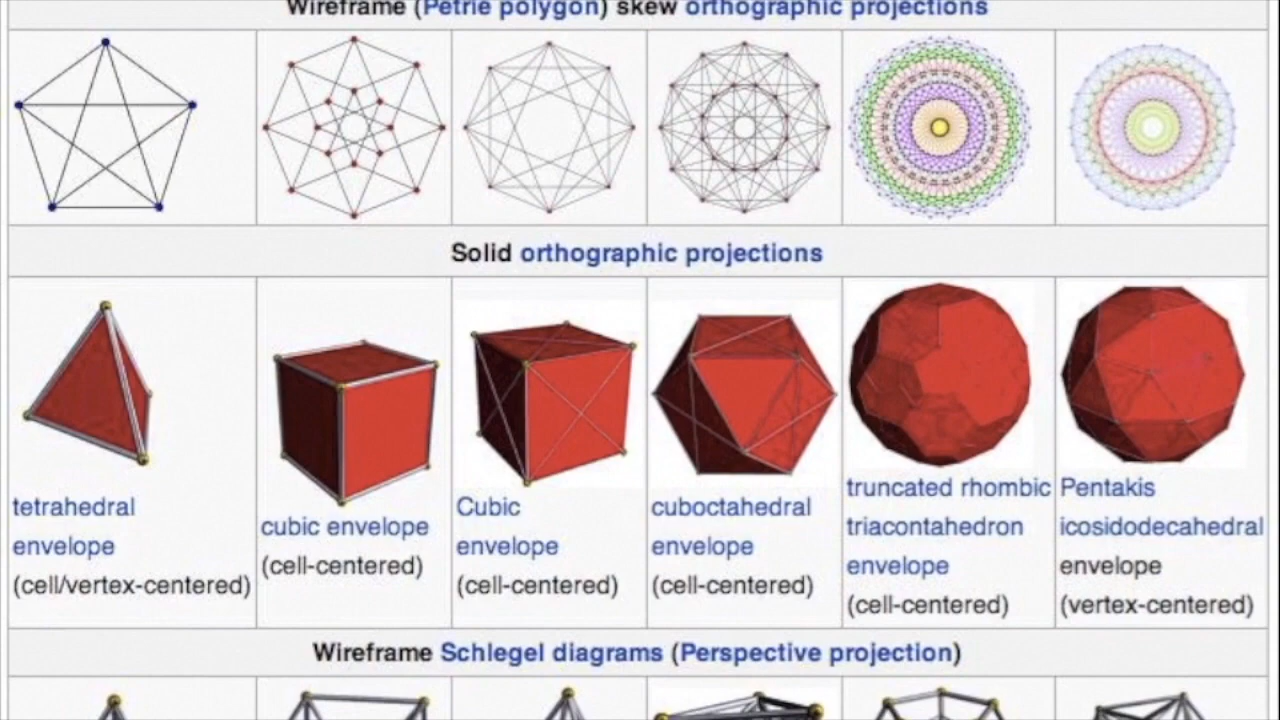 Wireframe (Petrie polygon) skew orthographic projections
Solid orthographic projections
tetrahedral
envelope
(cell/vertex-centered)
cubic envelope
(cell-centered)
Cubic
envelope
(cell-centered)
cuboctahedral
envelope
(cell-centered)
truncated rhombic
triacontahedron
envelope
(cell-centered)
Pentakis
icosidodecahedral
envelope
(vertex-centered)
Wireframe Schlegel diagrams (Perspective projection)